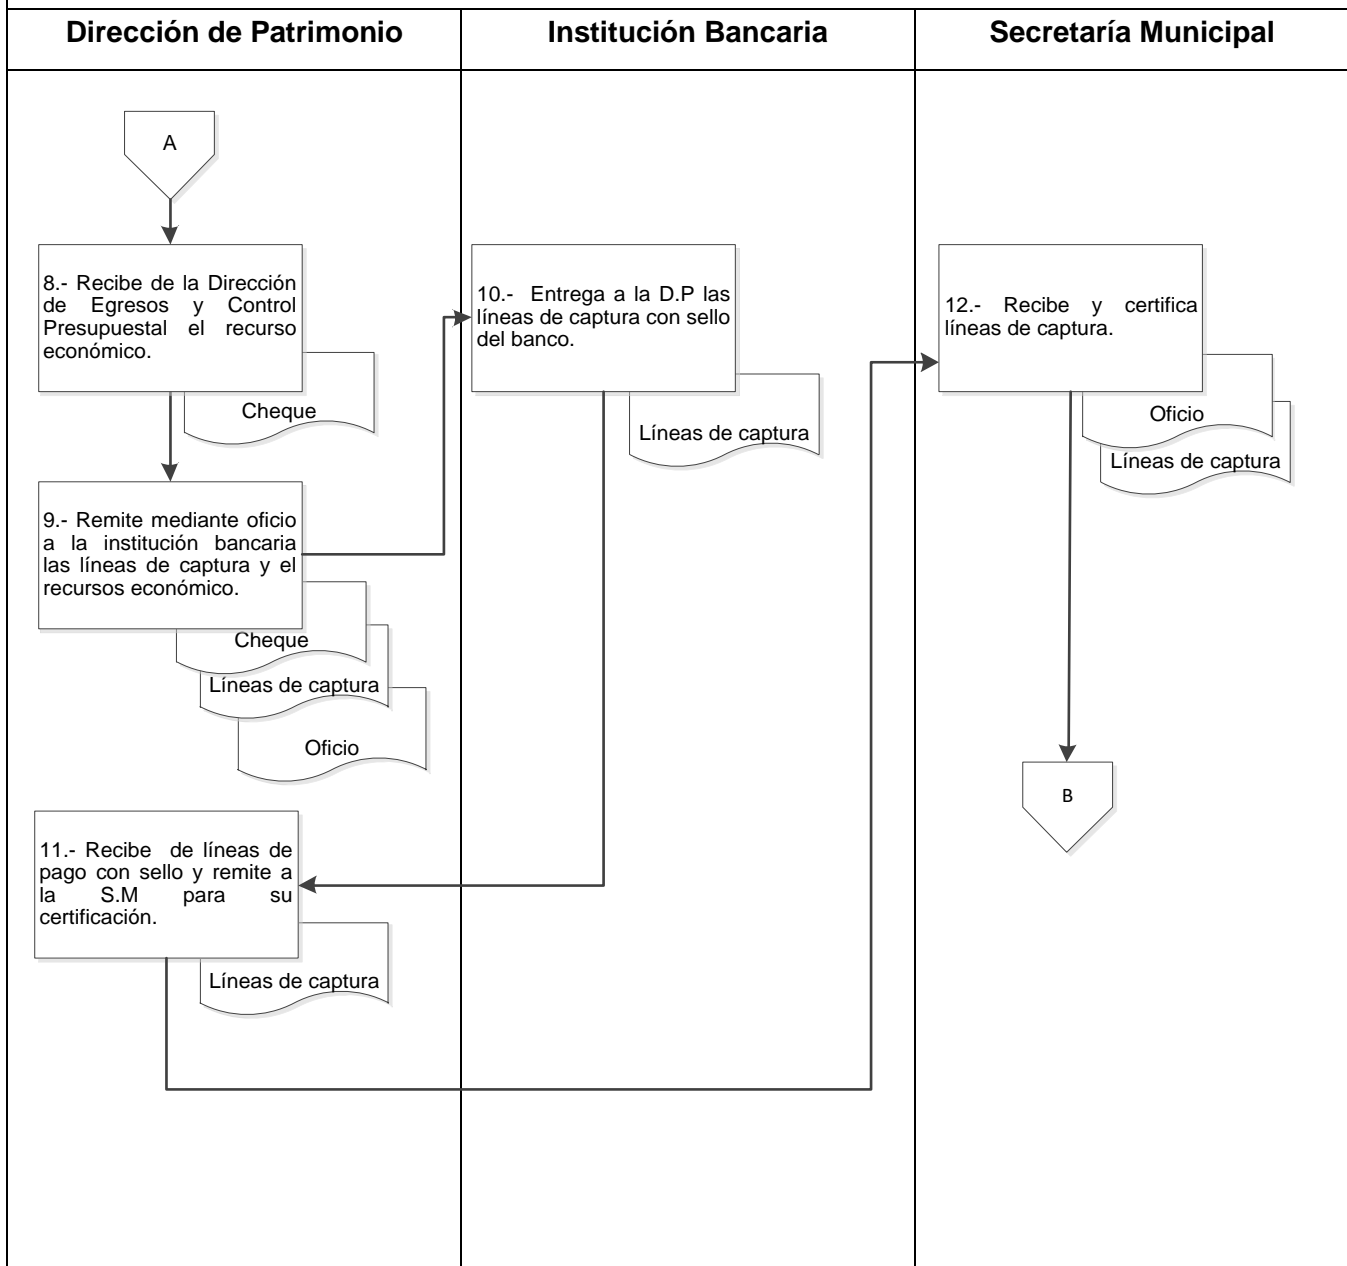 Dirección de Patrimonio
Institución Bancaria
Secretaría Municipal
A
8.- Recibe de la Dirección
de Egresos y Control
Presupuestal el recurso
económico.
Cheque
9.- Remite mediante oficio
a la institución bancaria
las líneas de captura y el
recursos económico.
Cheque
Líneas de captura
Oficio
10.- Entrega a la D.P las
líneas de captura con sello
del banco.
Líneas de captura
11.- Recibe de líneas de
pago con sello y remite a
la S.M para su
certificación.
Líneas de captura
12.- Recibe y certifica
líneas de captura.
Oficio
Líneas de captura
B